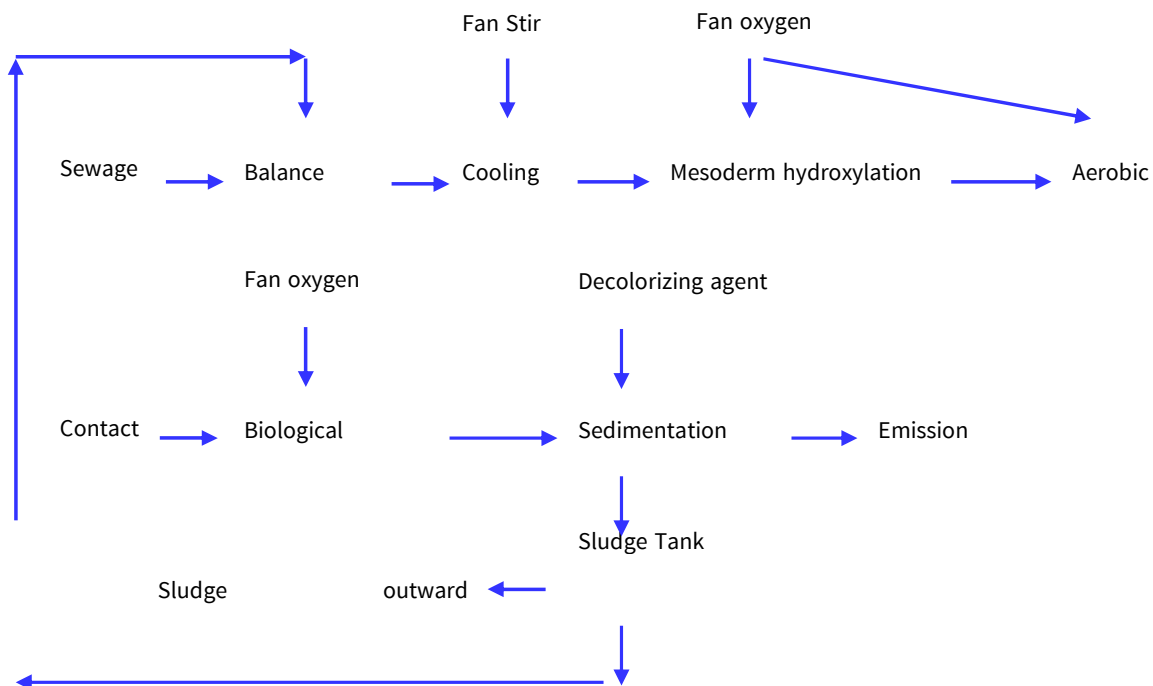 Fan Stir Fan oxygen
Sewage Balance Cooling Mesoderm hydroxylation Aerobic
Fan oxygen Decolorizing agent
Contact Biological Sedimentation Emission
Sludge Tank
Sludge outward